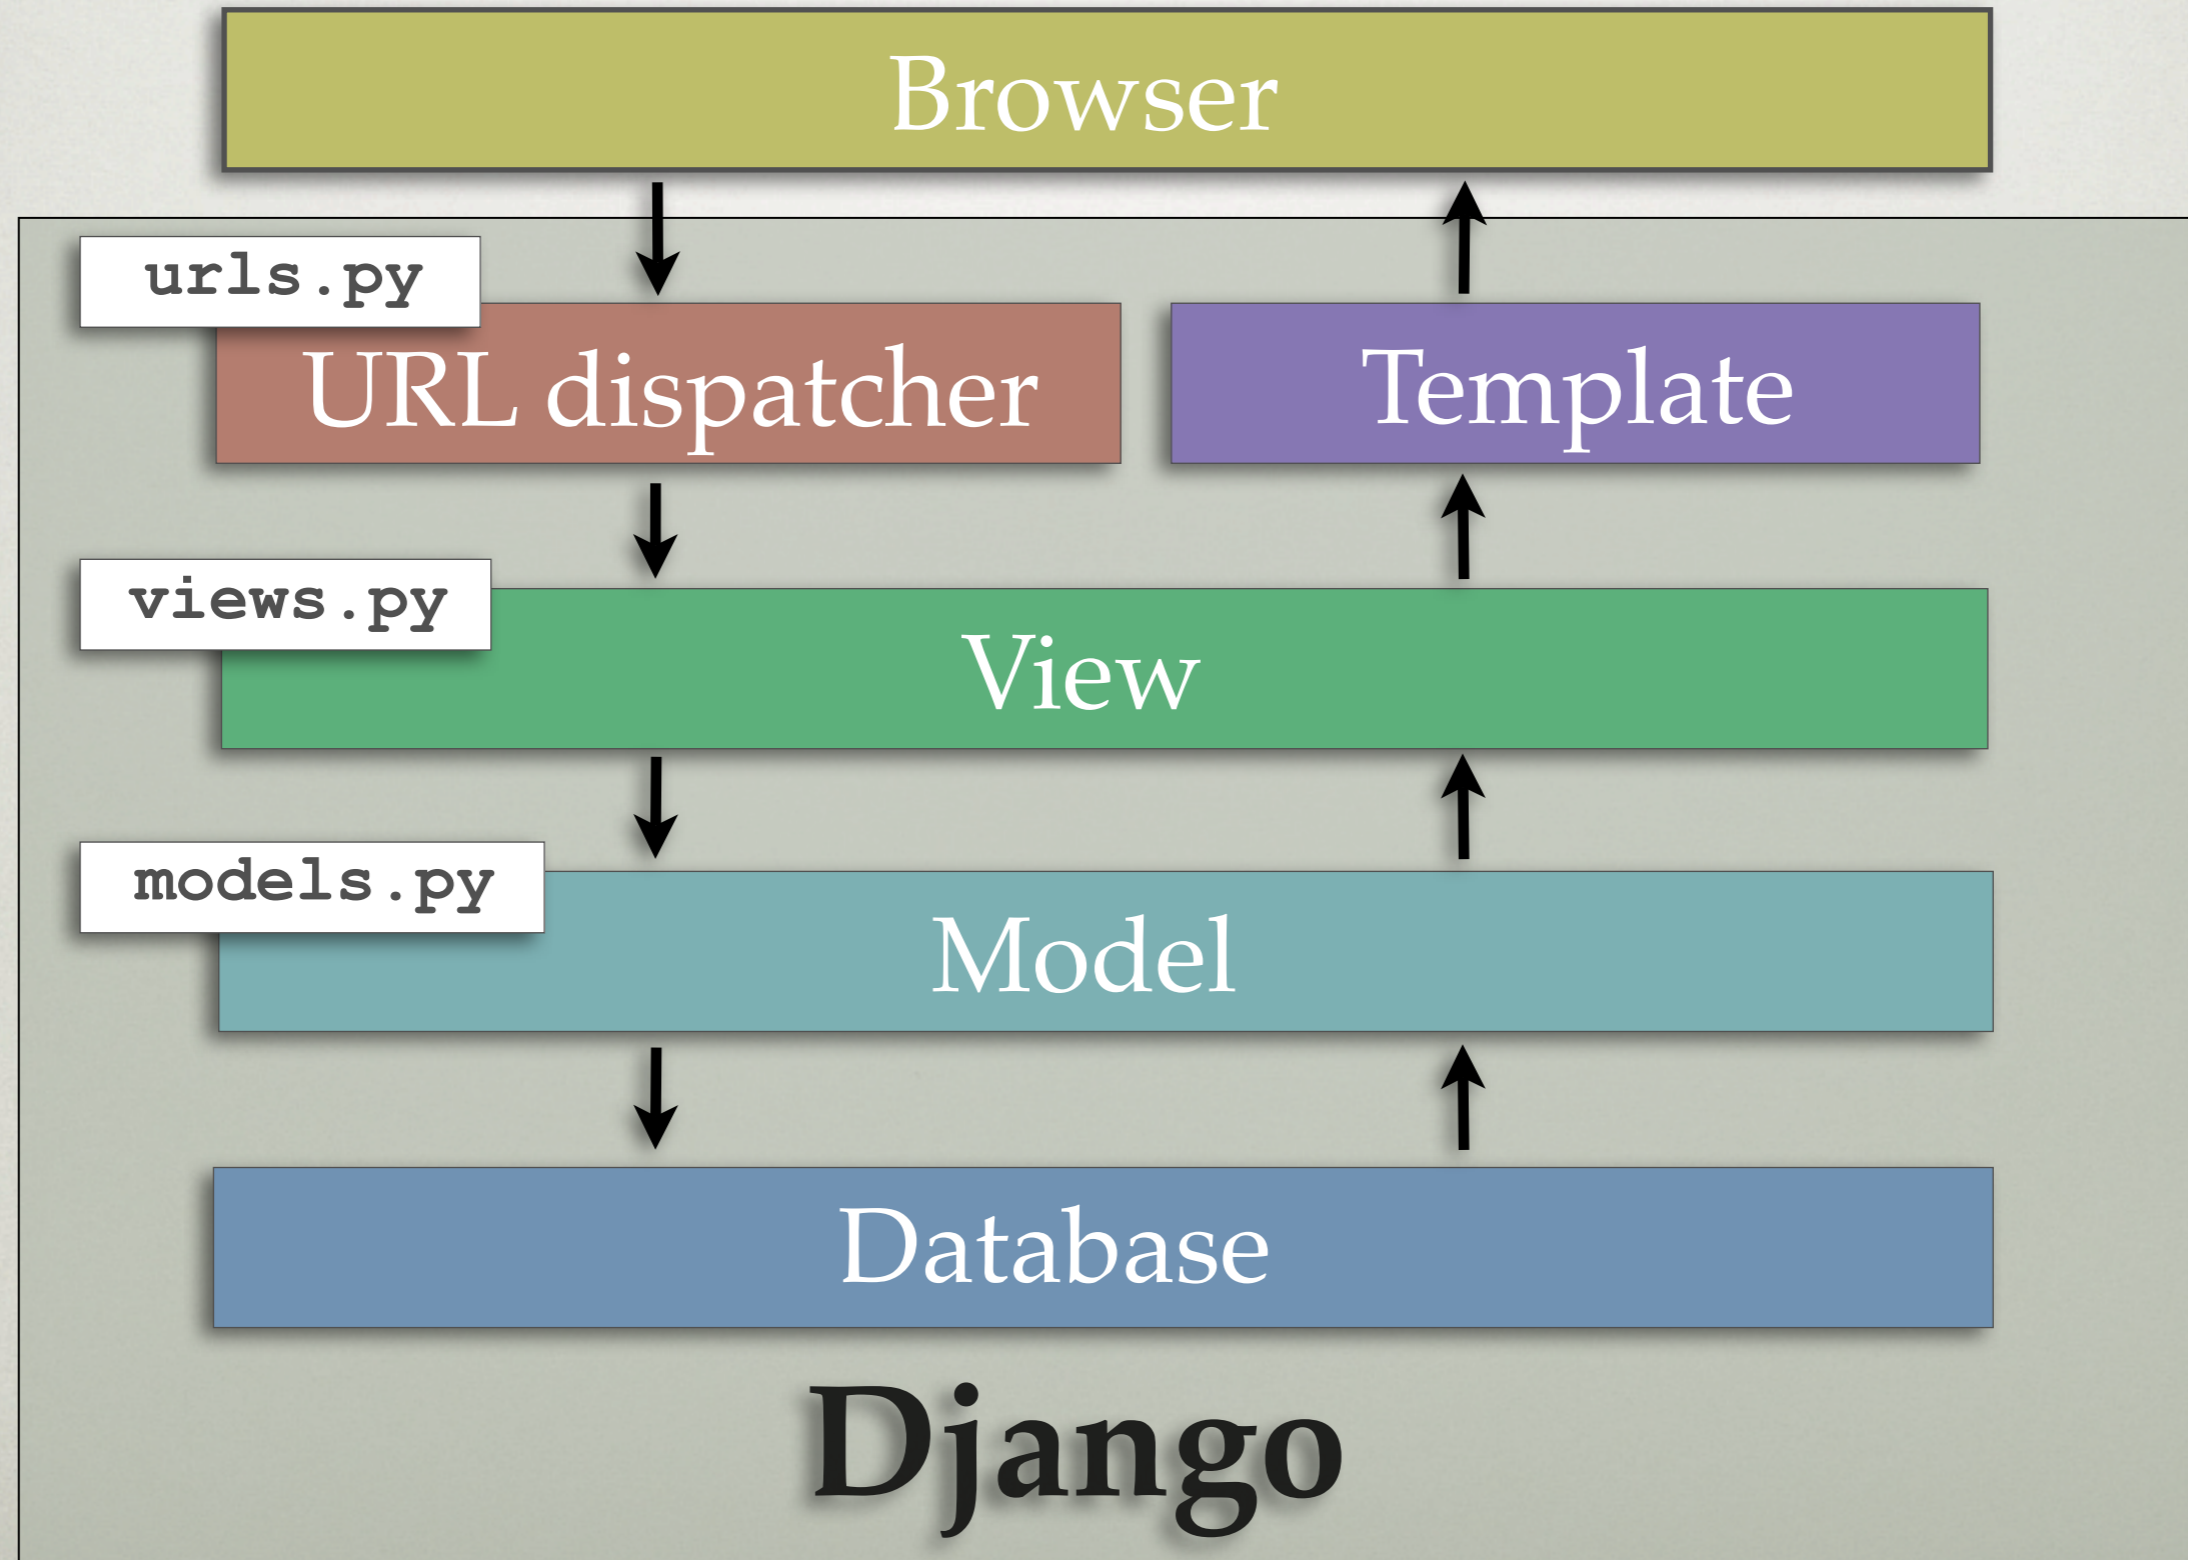 Browser
urls.py
URL dispatcher
Template
views.py
View
models.py
Model
Database
Django